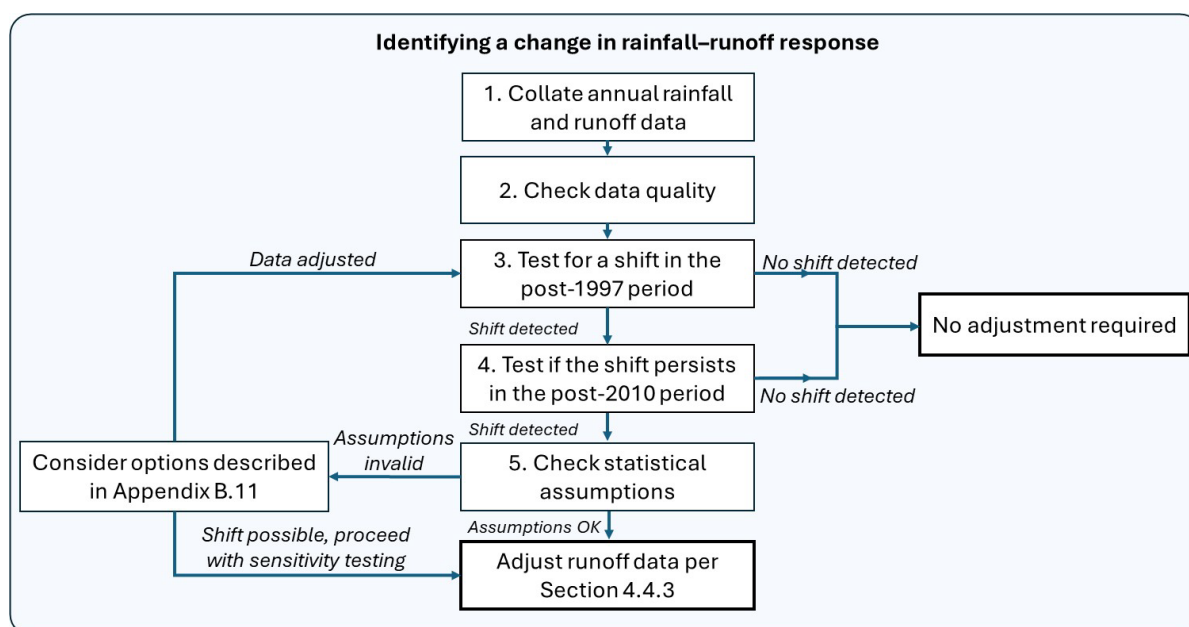 Identifying a change in rainfall–runoff response
1. Collate annual rainfall
and runoff data
2. Check data quality
Data adjusted
3. Test for a shift in the
post-1997 period
No shift detected
No adjustment required
Shift detected
4. Test if the shift persists
in the post-2010 period
No shift detected
Shift detected
Assumptions
invalid
Consider options described
in Appendix B.11
5. Check statistical
assumptions
Assumptions OK
Shift possible, proceed
with sensitivity testing
Adjust runoff data per
Section 4.4.3